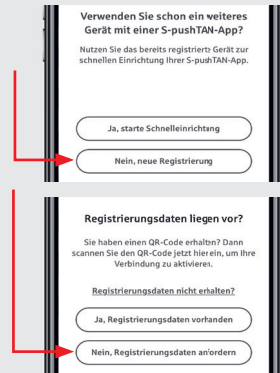 Verwenden Sie schon ein weiteres
Gerät mit einer S-pushTAN-App?
Nutzen Sie das bereits registrierte Gerät zur
schnellen Einrichtung Ihrer S-pushTAN-App.
Ja, starte Schnelleinrichtung
Nein, neue Registrierung
Registrierungsdaten liegen vor?
Sie haben einen QR-Code erhalten? Dann
scannen Sie den QR-Code jetzt hier ein, um Ihre
Verbindung zu aktivieren.
Registrierungsdaten nicht erhalten?
Ja, Registrierungsdaten vorhanden
Nein, Registrierungsdaten anfordern